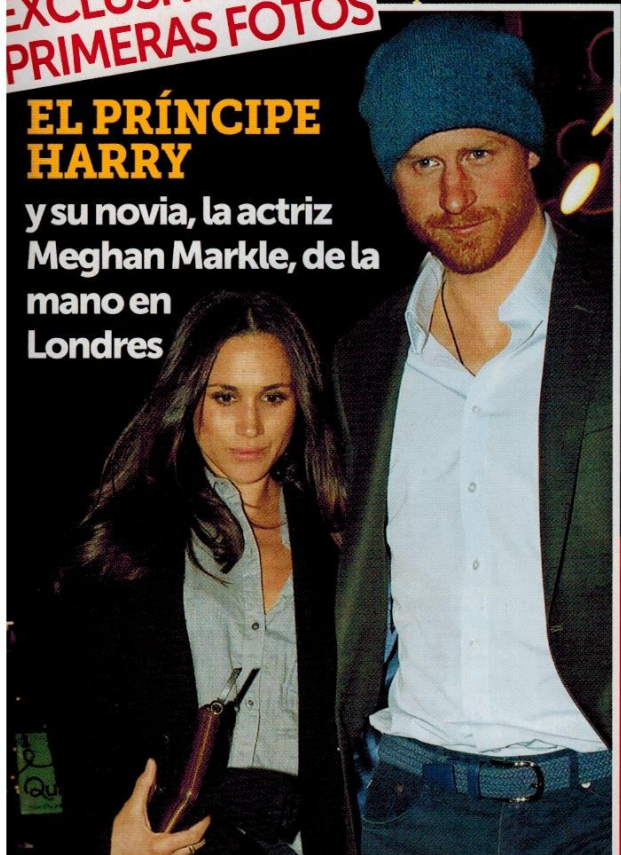 PRIMERAS FOTOS
EL PRÍNCIPE
HARRY
y su novia, la actriz
Meghan Markle, de la
mano en
Londres